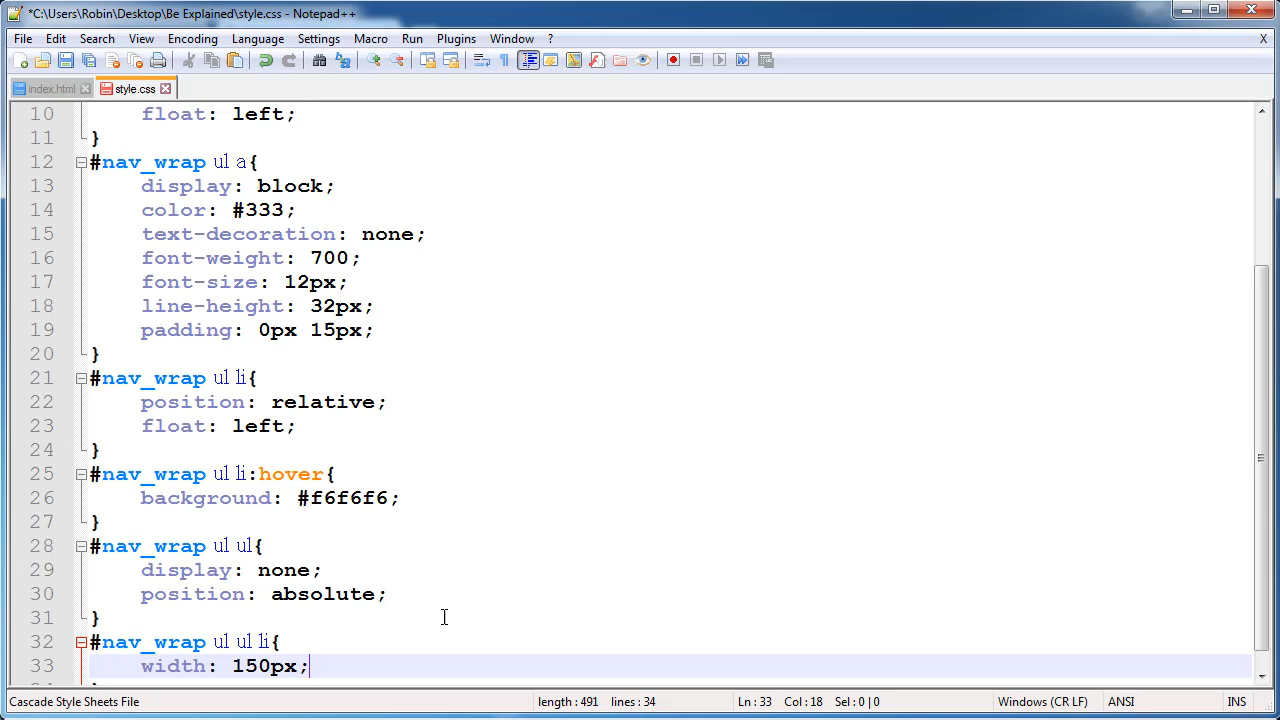 *C:\Users\Robin\Desktop\Be Explained\style.css - Notepad++
File Edit Search View Encoding Language Settings Macro Run Plugins Window ? X
index.html style.css
10 float: left;
11 }
12 #nav_wrap ul a{
13 display: block;
14 color: #333;
15 text-decoration: none;
16 font-weight: 700;
17 font-size: 12px;
18 line-height: 32px;
19 padding: 0px 15px;
20 }
21 #nav_wrap ul li{
22 position: relative;
23 float: left;
24 }
25 #nav_wrap ul li:hover{
26 background: #f6f6f6;
27 }
28 #nav_wrap ul ul{
29 display: none;
30 position: absolute;
31 }
32 #nav_wrap ul ul li{
33 width: 150px;
Cascade Style Sheets File length : 491 lines : 34 Ln : 33 Col : 18 Sel : 0 | 0 Windows (CR LF) ANSI INS